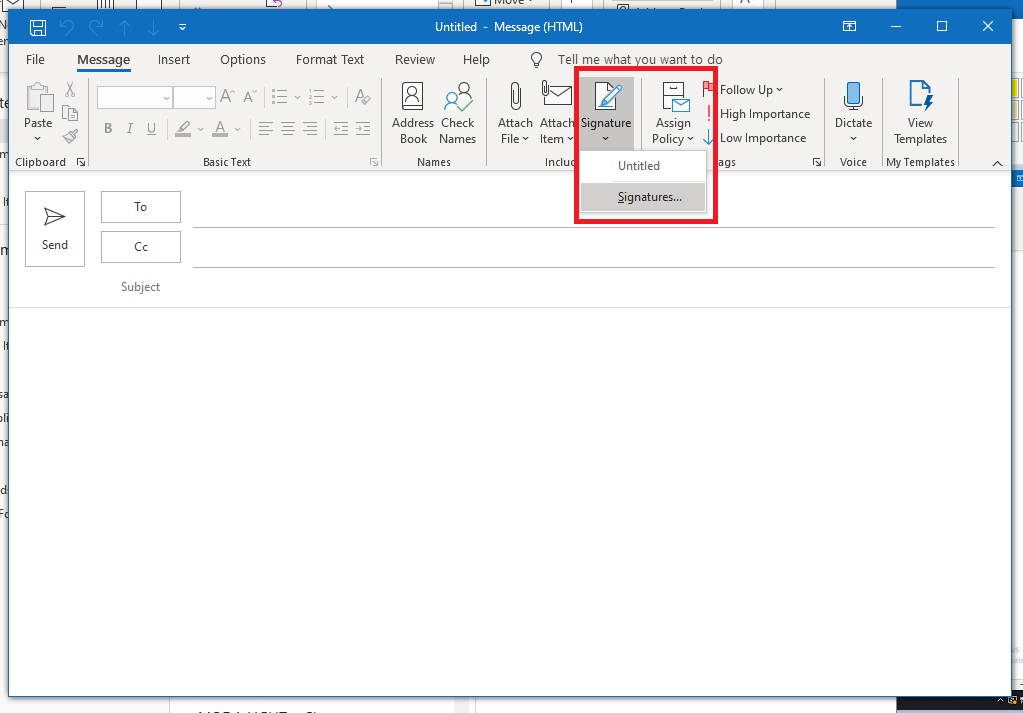 Move
Untitled - Message (HTML)
File Message Insert Options Format Text Review Help Tell me what you want to do
Paste
Clipboard
B I U A
Basic Text
Address Book
Check Names
Names
Attach File
Attach Item
Signature
Inclu
Untitled
Signatures...
Assign Policy
Follow Up
High Importance
Low Importance
ags
Dictate
Voice
View Templates
My Templates
Send
To
Cc
Subject